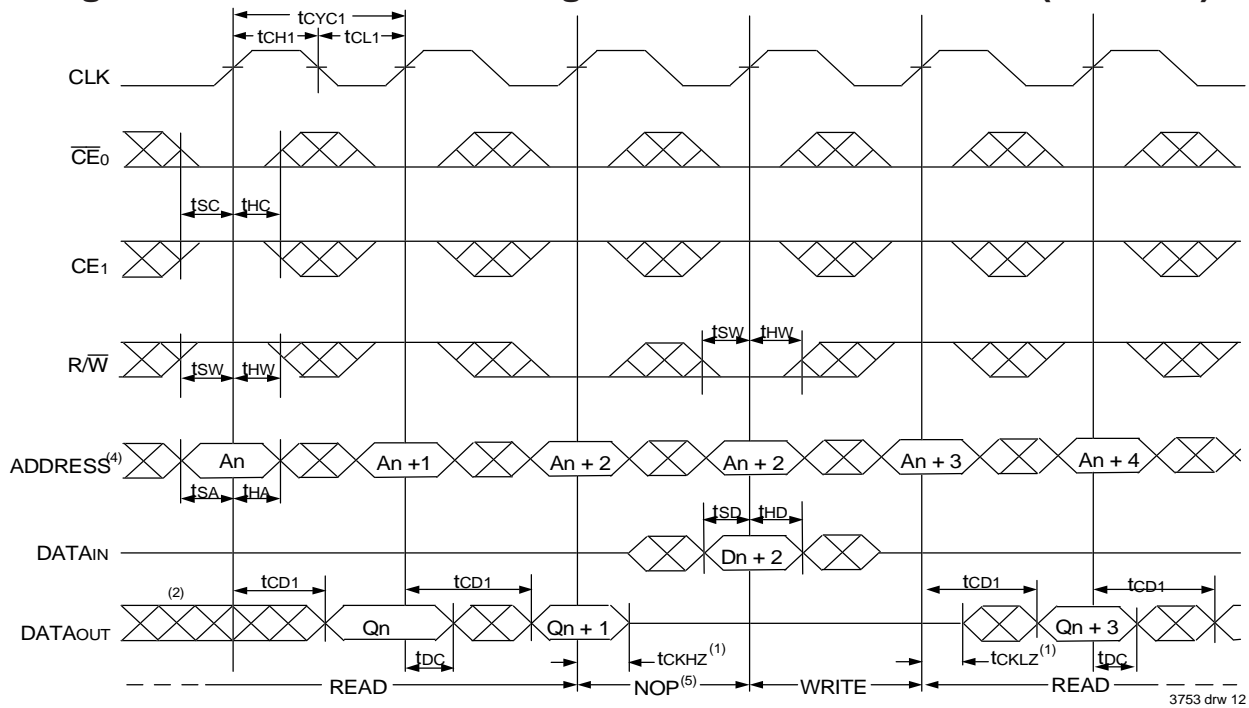 tCYC1
tCH1 tCL1
CLK
CE0
tSC tHC
CE1
tSW tHW
R/W
tSW tHW
ADDRESS(4) An An +1 An + 2 An + 2 An + 3 An + 4
tSA tHA
tSD tHD
DATAIN Dn + 2
(2) tCD1 tCD1 tCD1 tCD1
DATAOUT Qn Qn + 1 Qn + 3
tDC tCKHZ(1) tCKLZ(1) tDC
READ NOP(5) WRITE READ
3753 drw 12